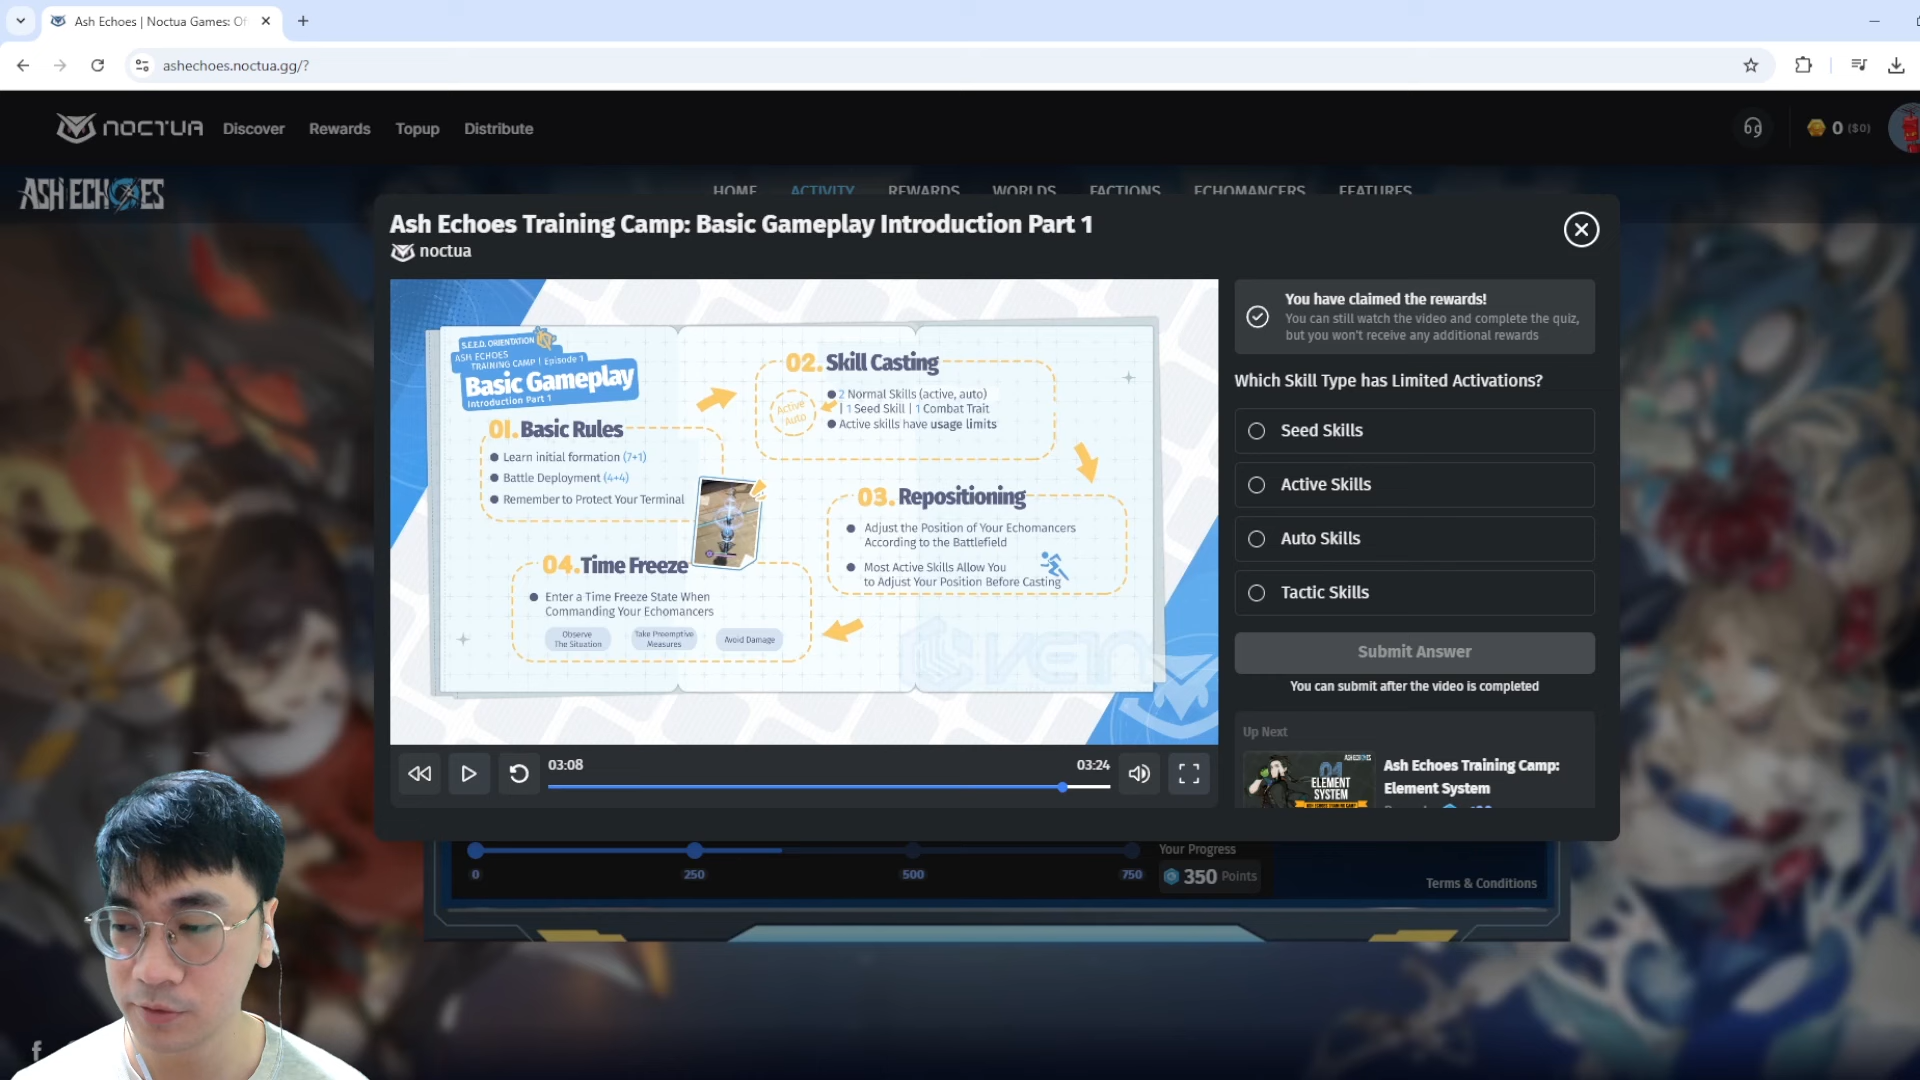 Ash Echoes | Noctua Games: Of
ashechoes.noctua.gg/?
NOCTUA
Discover
Rewards
Topup
Distribute
0 ($0)
ASH ECHOES
HOME
ACTIVITY
REWARDS
WORLDS
FACTIONS
ECHOMANCERS
FEATURES
Ash Echoes Training Camp: Basic Gameplay Introduction Part 1
noctua
S.E.E.D. ORIENTATION
ASH ECHOES
TRAINING CAMP | Episode 1
Basic Gameplay
Introduction Part 1
01. Basic Rules
Learn initial formation (7+1)
Battle Deployment (4+4)
Remember to Protect Your Terminal
02. Skill Casting
Active
Auto
2 Normal Skills (active, auto)
| 1 Seed Skill | 1 Combat Trait
Active skills have usage limits
03. Repositioning
Adjust the Position of Your Echomancers
According to the Battlefield
Most Active Skills Allow You
to Adjust Your Position Before Casting
04. Time Freeze
Enter a Time Freeze State When
Commanding Your Echomancers
Observe
The Situation
Take Preemptive
Measures
Avoid Damage
03:08
03:24
You have claimed the rewards!
You can still watch the video and complete the quiz,
but you won't receive any additional rewards
Which Skill Type has Limited Activations?
Seed Skills
Active Skills
Auto Skills
Tactic Skills
Submit Answer
You can submit after the video is completed
Up Next
04
ELEMENT
SYSTEM
Ash Echoes Training Camp:
Element System
0
250
500
750
Your Progress
350 Points
Terms & Conditions